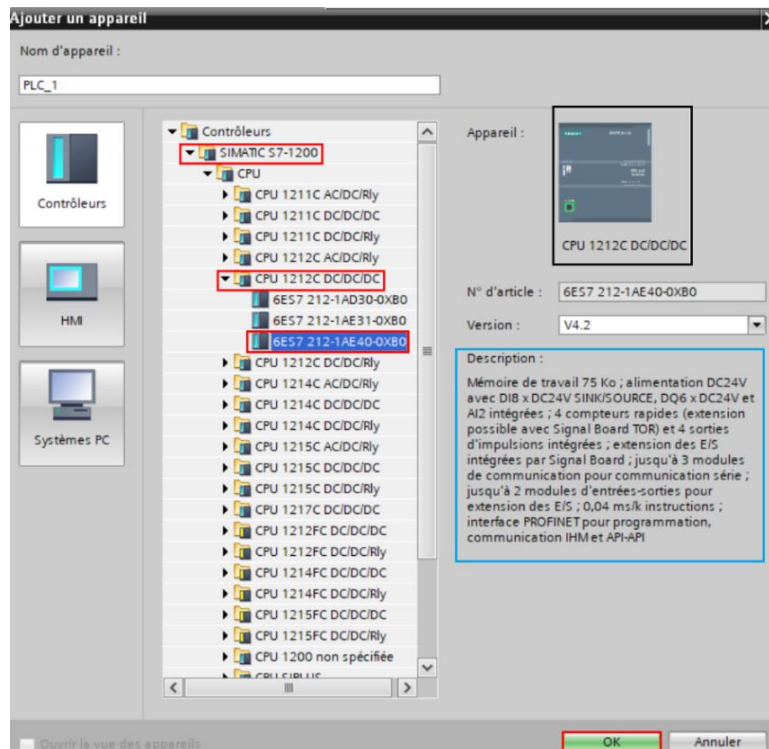 Ajouter un appareil
Nom d'appareil :
PLC_1
Contrôleurs
HMI
Systèmes PC
Contrôleurs
SIMATIC S7-1200
CPU
CPU 1211C AC/DC/Rly
CPU 1211C DC/DC/DC
CPU 1211C DC/DC/Rly
CPU 1212C AC/DC/Rly
CPU 1212C DC/DC/DC
6ES7 212-1AD30-0XB0
6ES7 212-1AE31-0XB0
6ES7 212-1AE40-0XB0
CPU 1212C DC/DC/Rly
CPU 1214C AC/DC/Rly
CPU 1214C DC/DC/DC
CPU 1214C DC/DC/Rly
CPU 1215C AC/DC/Rly
CPU 1215C DC/DC/DC
CPU 1215C DC/DC/Rly
CPU 1217C DC/DC/DC
CPU 1212FC DC/DC/DC
CPU 1212FC DC/DC/Rly
CPU 1214FC DC/DC/DC
CPU 1214FC DC/DC/Rly
CPU 1215FC DC/DC/DC
CPU 1215FC DC/DC/Rly
CPU 1200 non spécifiée
CPU SIPLUS
Appareil :
CPU 1212C DC/DC/DC
N° d'article :
6ES7 212-1AE40-0XB0
Version :
V4.2
Description :
Mémoire de travail 75 Ko ; alimentation DC24V
avec DI8 x DC24V SINK/SOURCE, DQ6 x DC24V et
AI2 intégrées ; 4 compteurs rapides (extension
possible avec Signal Board TOR) et 4 sorties
d'impulsions intégrées ; extension des E/S
intégrées par Signal Board ; jusqu'à 3 modules
de communication pour communication série ;
jusqu'à 2 modules d'entrées-sorties pour
extension des E/S ; 0,04 ms/k instructions ;
interface PROFINET pour programmation,
communication IHM et API-API
Ouvrir la vue des appareils
OK
Annuler